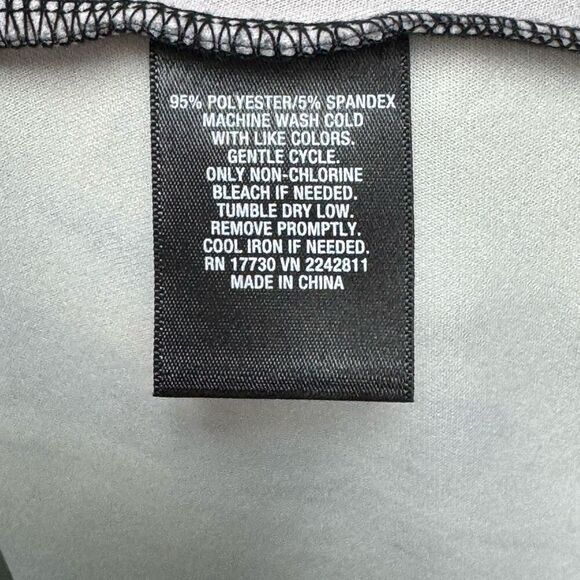 95% POLYESTER/5% SPANDEX
MACHINE WASH COLD
WITH LIKE COLORS.
GENTLE CYCLE.
ONLY NON-CHLORINE
BLEACH IF NEEDED.
TUMBLE DRY LOW.
REMOVE PROMPTLY.
COOL IRON IF NEEDED.
RN 17730 VN 2242811
MADE IN CHINA